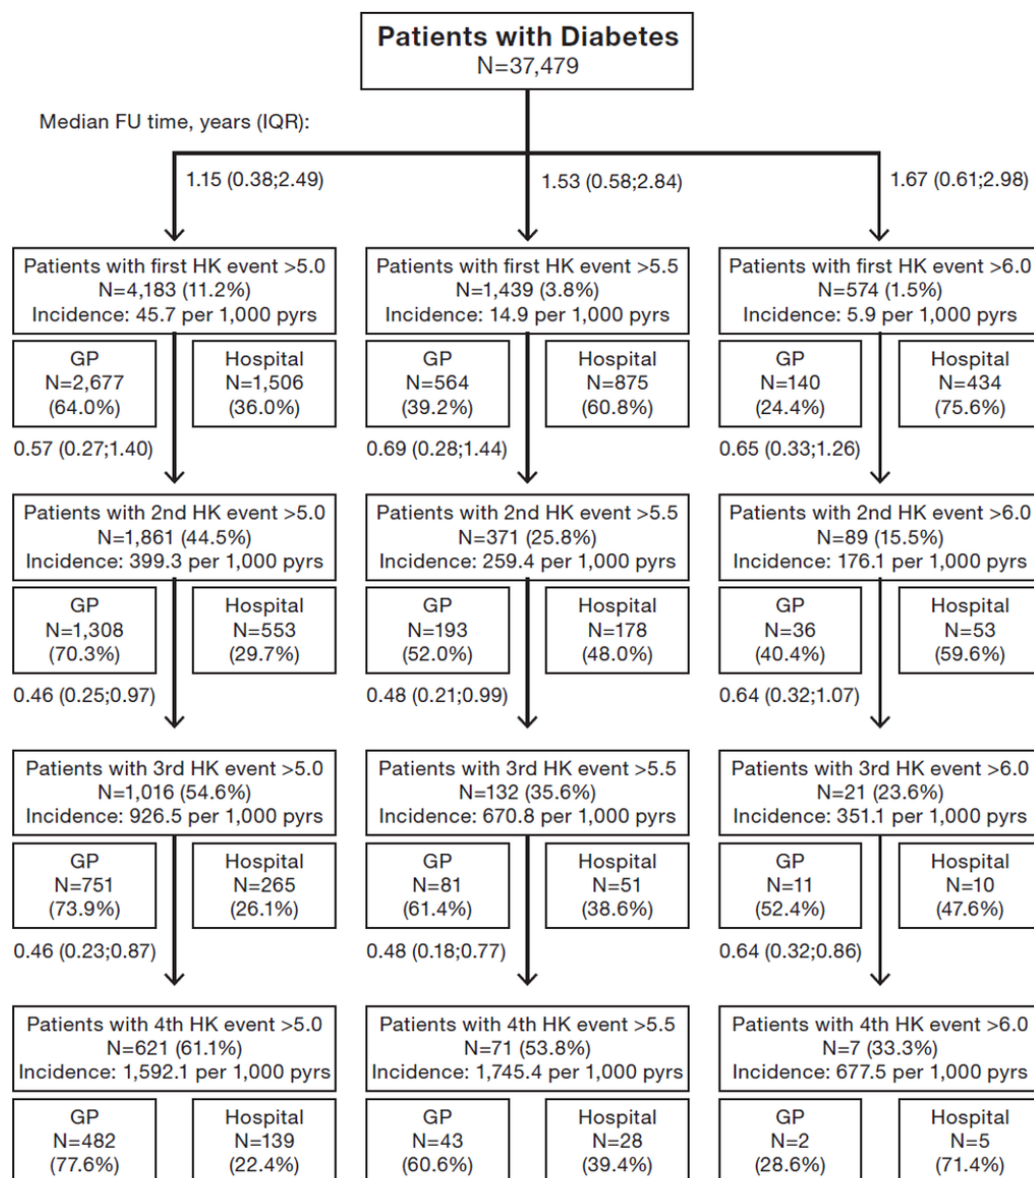 Patients with Diabetes
N=37,479
Median FU time, years (IQR):
1.15 (0.38;2.49)
1.53 (0.58;2.84)
1.67 (0.61;2.98)
Patients with first HK event >5.0
N=4,183 (11.2%)
Incidence: 45.7 per 1,000 pyrs
Patients with first HK event >5.5
N=1,439 (3.8%)
Incidence: 14.9 per 1,000 pyrs
Patients with first HK event >6.0
N=574 (1.5%)
Incidence: 5.9 per 1,000 pyrs
GP
N=2,677
(64.0%)
Hospital
N=1,506
(36.0%)
GP
N=564
(39.2%)
Hospital
N=875
(60.8%)
GP
N=140
(24.4%)
Hospital
N=434
(75.6%)
0.57 (0.27;1.40)
0.69 (0.28;1.44)
0.65 (0.33;1.26)
Patients with 2nd HK event >5.0
N=1,861 (44.5%)
Incidence: 399.3 per 1,000 pyrs
Patients with 2nd HK event >5.5
N=371 (25.8%)
Incidence: 259.4 per 1,000 pyrs
Patients with 2nd HK event >6.0
N=89 (15.5%)
Incidence: 176.1 per 1,000 pyrs
GP
N=1,308
(70.3%)
Hospital
N=553
(29.7%)
GP
N=193
(52.0%)
Hospital
N=178
(48.0%)
GP
N=36
(40.4%)
Hospital
N=53
(59.6%)
0.46 (0.25;0.97)
0.48 (0.21;0.99)
0.64 (0.32;1.07)
Patients with 3rd HK event >5.0
N=1,016 (54.6%)
Incidence: 926.5 per 1,000 pyrs
Patients with 3rd HK event >5.5
N=132 (35.6%)
Incidence: 670.8 per 1,000 pyrs
Patients with 3rd HK event >6.0
N=21 (23.6%)
Incidence: 351.1 per 1,000 pyrs
GP
N=751
(73.9%)
Hospital
N=265
(26.1%)
GP
N=81
(61.4%)
Hospital
N=51
(38.6%)
GP
N=11
(52.4%)
Hospital
N=10
(47.6%)
0.46 (0.23;0.87)
0.48 (0.18;0.77)
0.64 (0.32;0.86)
Patients with 4th HK event >5.0
N=621 (61.1%)
Incidence: 1,592.1 per 1,000 pyrs
Patients with 4th HK event >5.5
N=71 (53.8%)
Incidence: 1,745.4 per 1,000 pyrs
Patients with 4th HK event >6.0
N=7 (33.3%)
Incidence: 677.5 per 1,000 pyrs
GP
N=482
(77.6%)
Hospital
N=139
(22.4%)
GP
N=43
(60.6%)
Hospital
N=28
(39.4%)
GP
N=2
(28.6%)
Hospital
N=5
(71.4%)